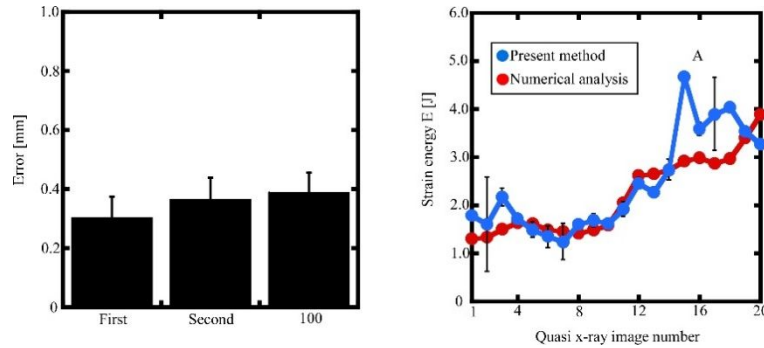 1.0
0.8
0.6
0.4
0.2
0
Error [mm]
First Second 100
6.0
5.0
4.0
3.0
2.0
1.0
0
Strain energy E [J]
Present method
Numerical analysis
A
1 4 8 12 16 20
Quasi x-ray image number